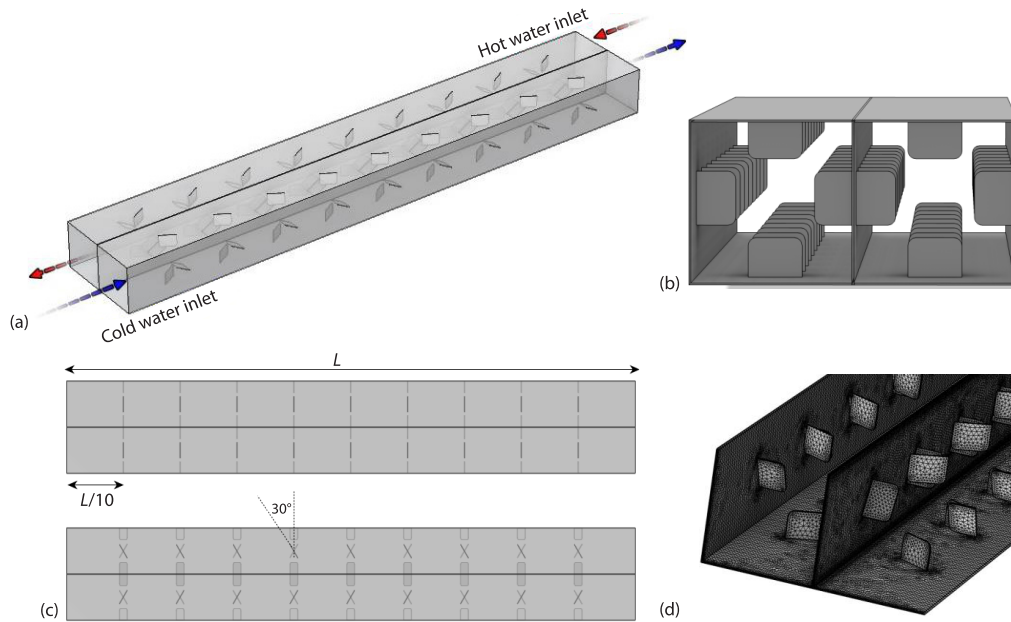 Hot water inlet
(a)
Cold water inlet
(b)
L
L/10
30°
(c)
(d)